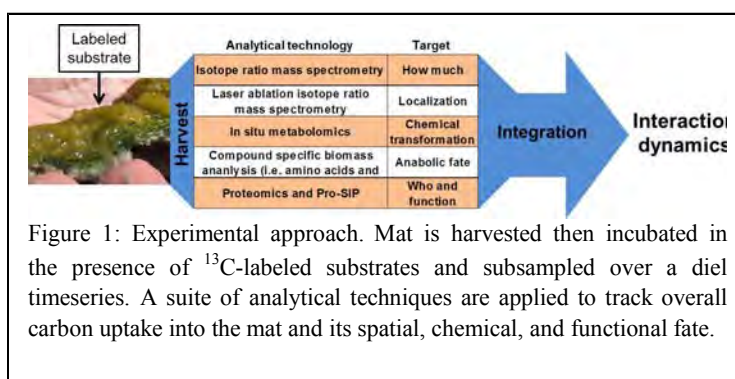 Labeled
substrate
Analytical technology Target
Harvest
Isotope ratio mass spectrometry How much
Laser ablation isotope ratio
mass spectrometry
Localization
In situ metabolomics
Chemical
transformation
Compound specific biomass
ananlysis (i.e. amino acids and
Anabolic fate
Proteomics and Pro-SIP
Who and
function
Integration
Interaction
dynamics
Figure 1: Experimental approach. Mat is harvested then incubated in
the presence of ¹³C-labeled substrates and subsampled over a diel
timeseries. A suite of analytical techniques are applied to track overall
carbon uptake into the mat and its spatial, chemical, and functional fate.